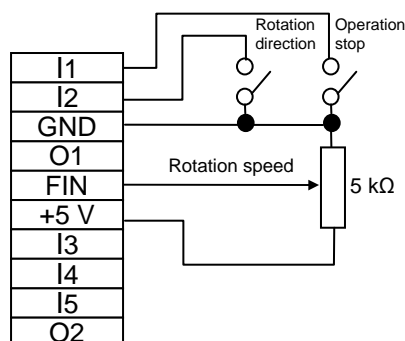 Rotation direction
Operation stop
I1
I2
GND
O1
FIN
+5 V
I3
I4
I5
O2
Rotation speed
5 kΩ